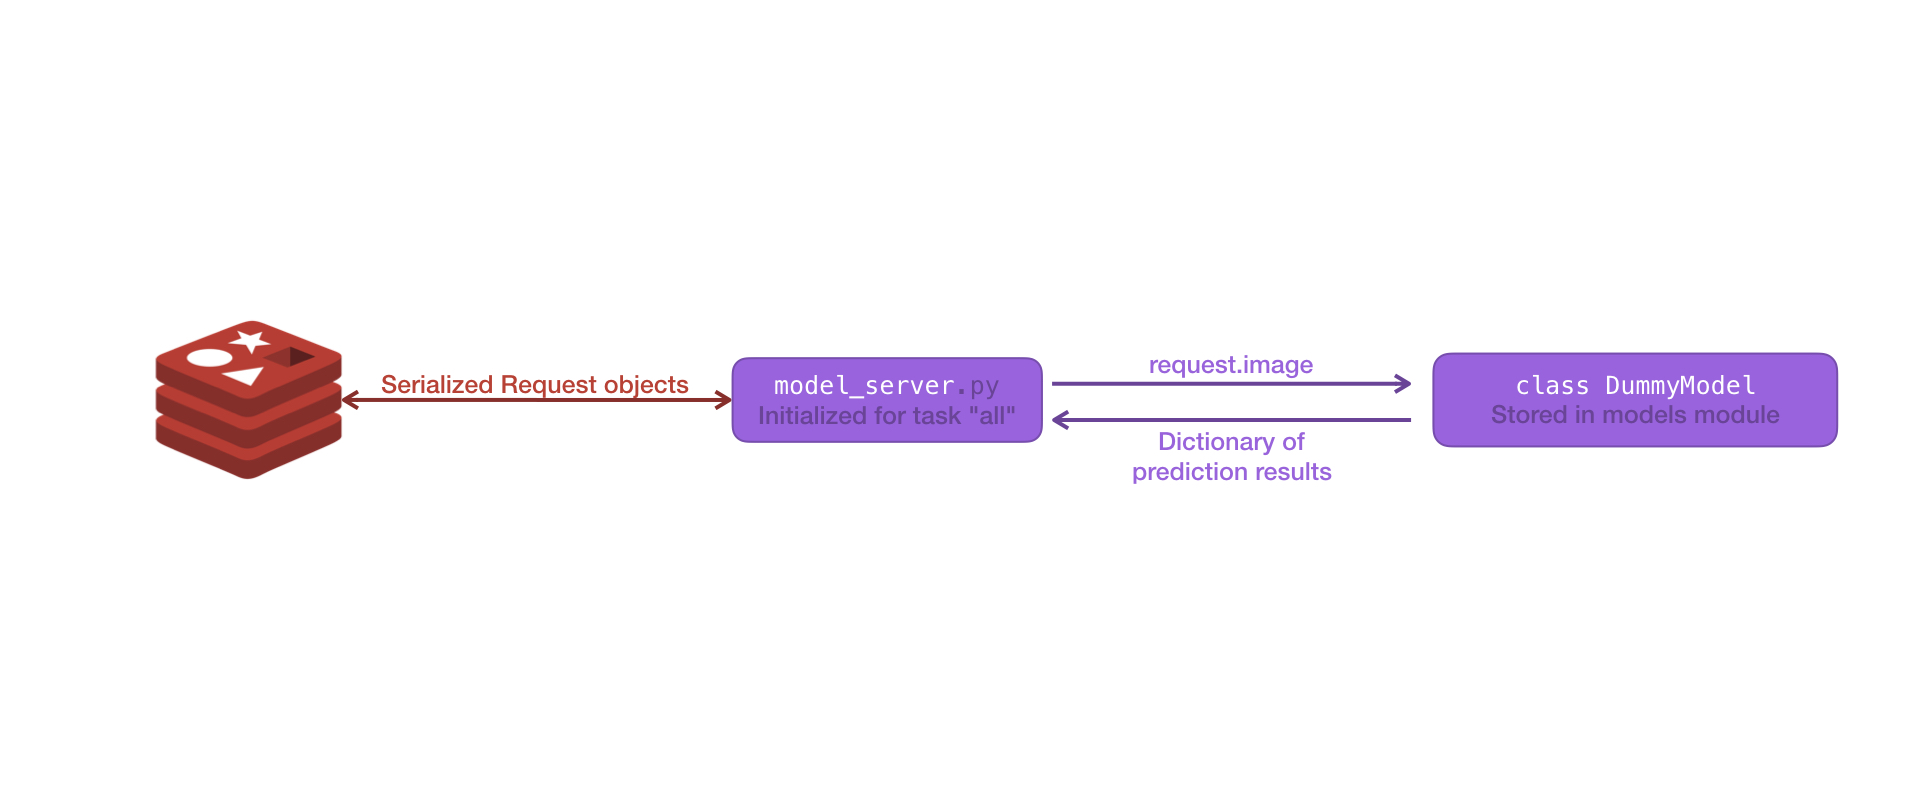 Serialized Request objects
model_server.py
Initialized for task "all"
request.image
Dictionary of
prediction results
class DummyModel
Stored in models module